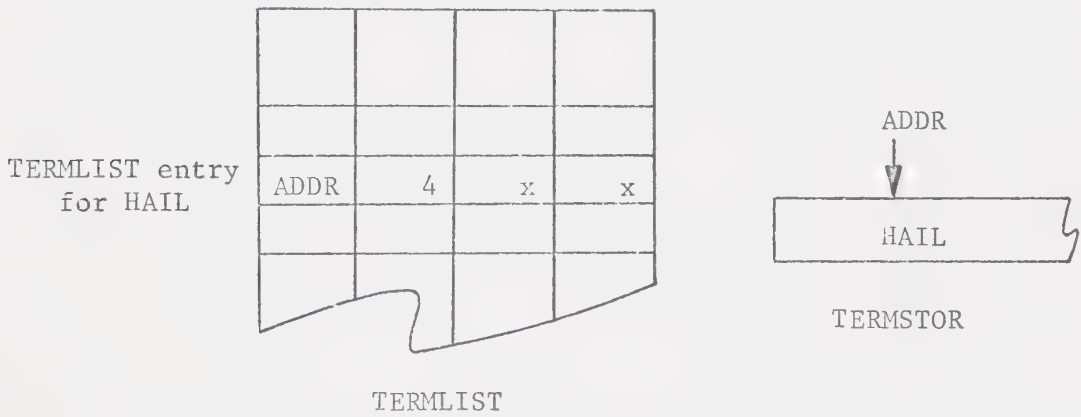 TERMLIST entry
for HAIL
ADDR 4 x x
TERMLIST
ADDR
HAIL
TERMSTOR